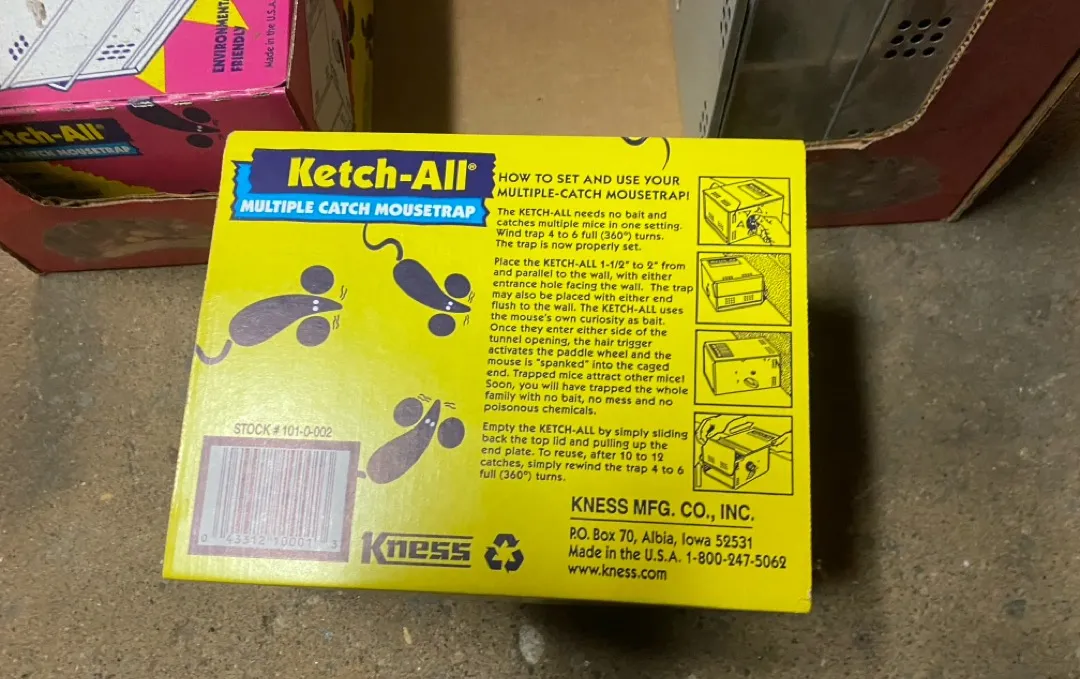 ENVIRONMENT
FRIENDLY
Made in the U.S.A.
tch-All®
MOUSETRAP
Ketch-All®
MULTIPLE CATCH MOUSETRAP
HOW TO SET AND USE YOUR
MULTIPLE-CATCH MOUSETRAP!
The KETCH-ALL needs no bait and
catches multiple mice in one setting.
Wind trap 4 to 6 full (360°) turns.
The trap is now properly set.
Place the KETCH-ALL 1-1/2" to 2" from
and parallel to the wall, with either
entrance hole facing the wall. The trap
may also be placed with either end
flush to the wall. The KETCH-ALL uses
the mouse's own curiosity as bait.
Once they enter either side of the
tunnel opening, the hair trigger
activates the paddle wheel and the
mouse is "spanked" into the caged
end. Trapped mice attract other mice!
Soon, you will have trapped the whole
family with no bait, no mess and no
poisonous chemicals.
Empty the KETCH-ALL by simply sliding
back the top lid and pulling up the
end plate. To reuse, after 10 to 12
catches, simply rewind the trap 4 to 6
full (360°) turns.
STOCK # 101-0-002
0 43312 10001 3
Kness
KNESS MFG. CO., INC.
P.O. Box 70, Albia, Iowa 52531
Made in the U.S.A. 1-800-247-5062
www.kness.com